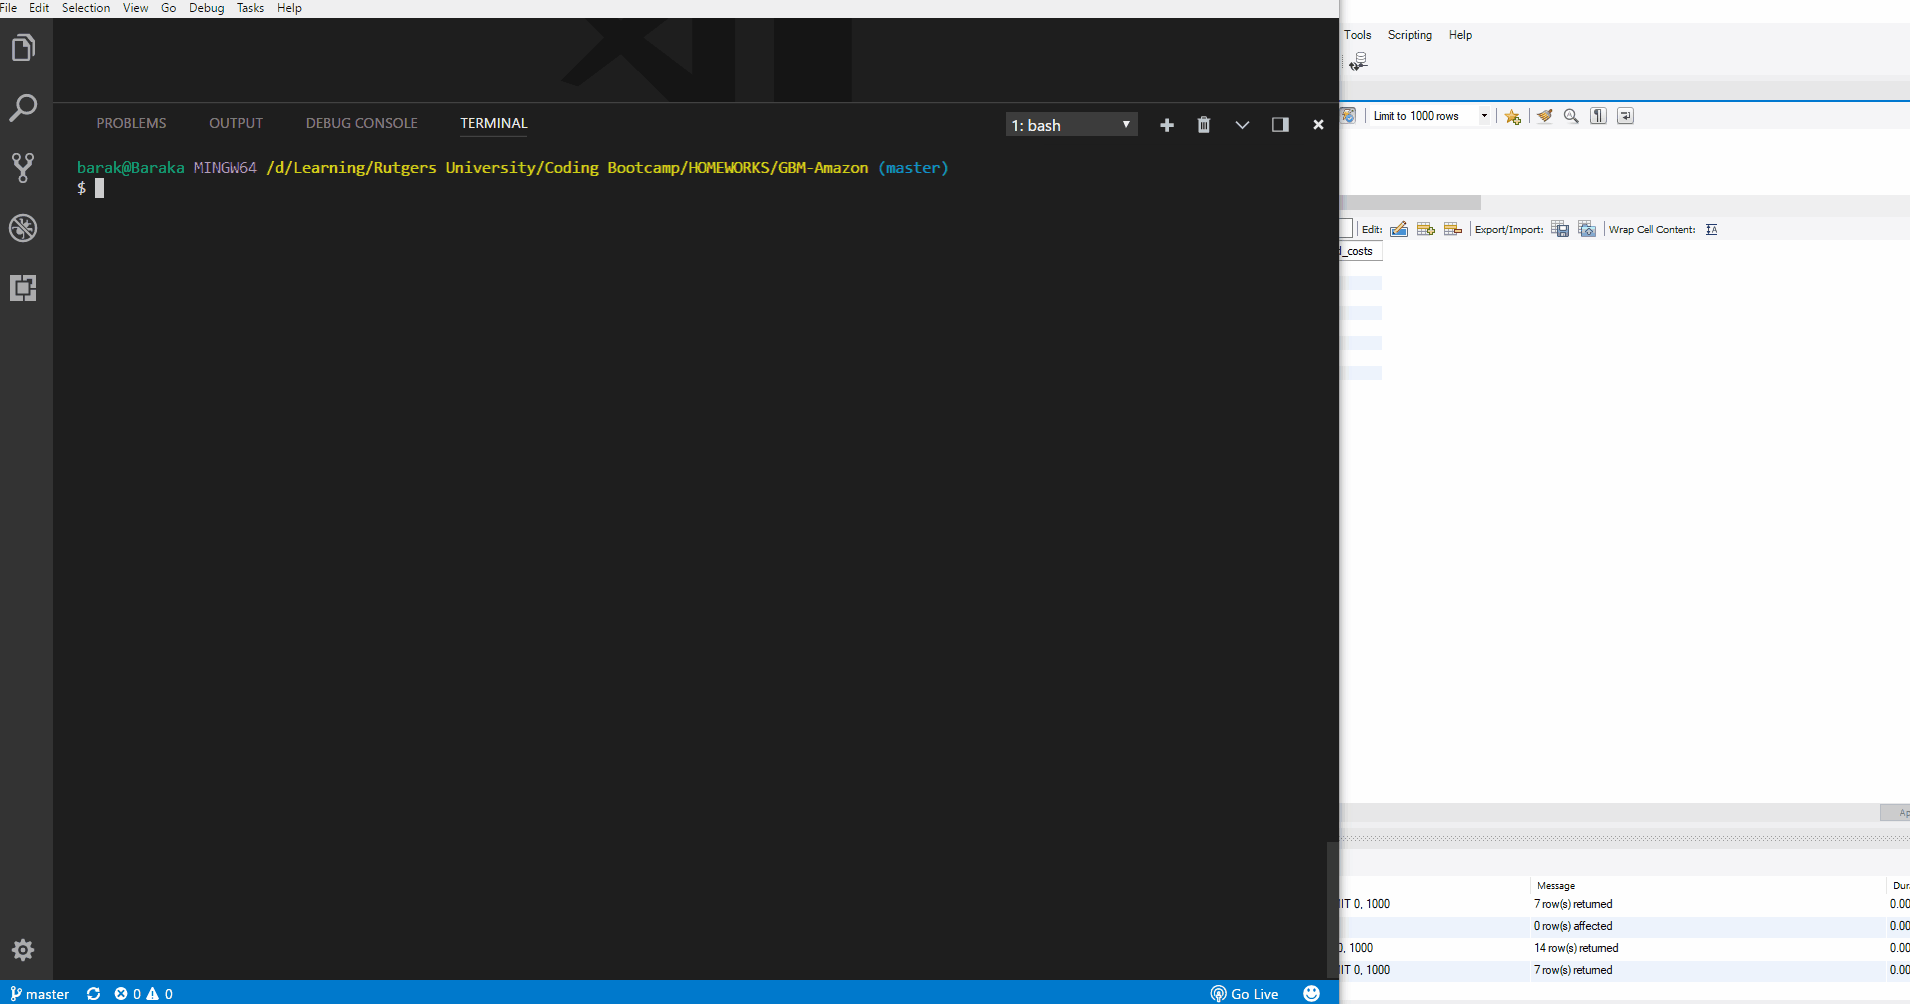 File Edit Selection View Go Debug Tasks Help
Tools Scripting Help
PROBLEMS OUTPUT DEBUG CONSOLE TERMINAL 1: bash
Limit to 1000 rows
barak@Baraka MINGW64 /d/Learning/Rutgers University/Coding Bootcamp/HOMEWORKS/GBM-Amazon (master)
$
Edit: Export/Import: Wrap Cell Content:
_costs
Message
0, 1000 7 row(s) returned 0.00
0 row(s) affected 0.00
0, 1000 14 row(s) returned 0.00
0, 1000 7 row(s) returned 0.00
master 0 0 Go Live